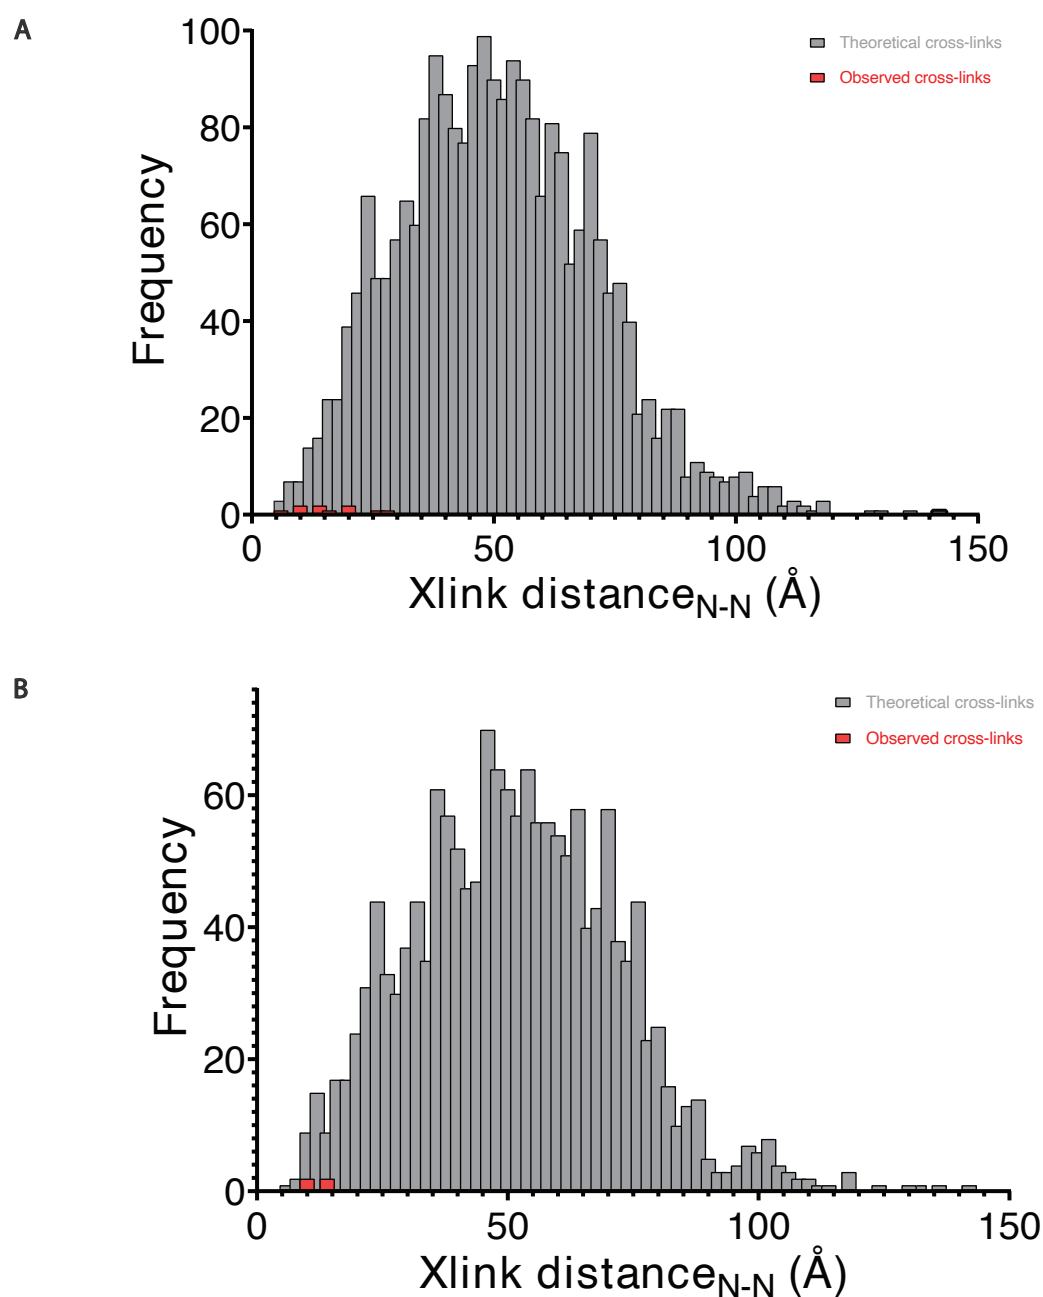 A
Theoretical cross-links
Observed cross-links
100
80
60
40
20
0
Frequency
0 50 100 150
Xlink distanceN-N (Å)
B
Theoretical cross-links
Observed cross-links
60
40
20
0
Frequency
0 50 100 150
Xlink distanceN-N (Å)